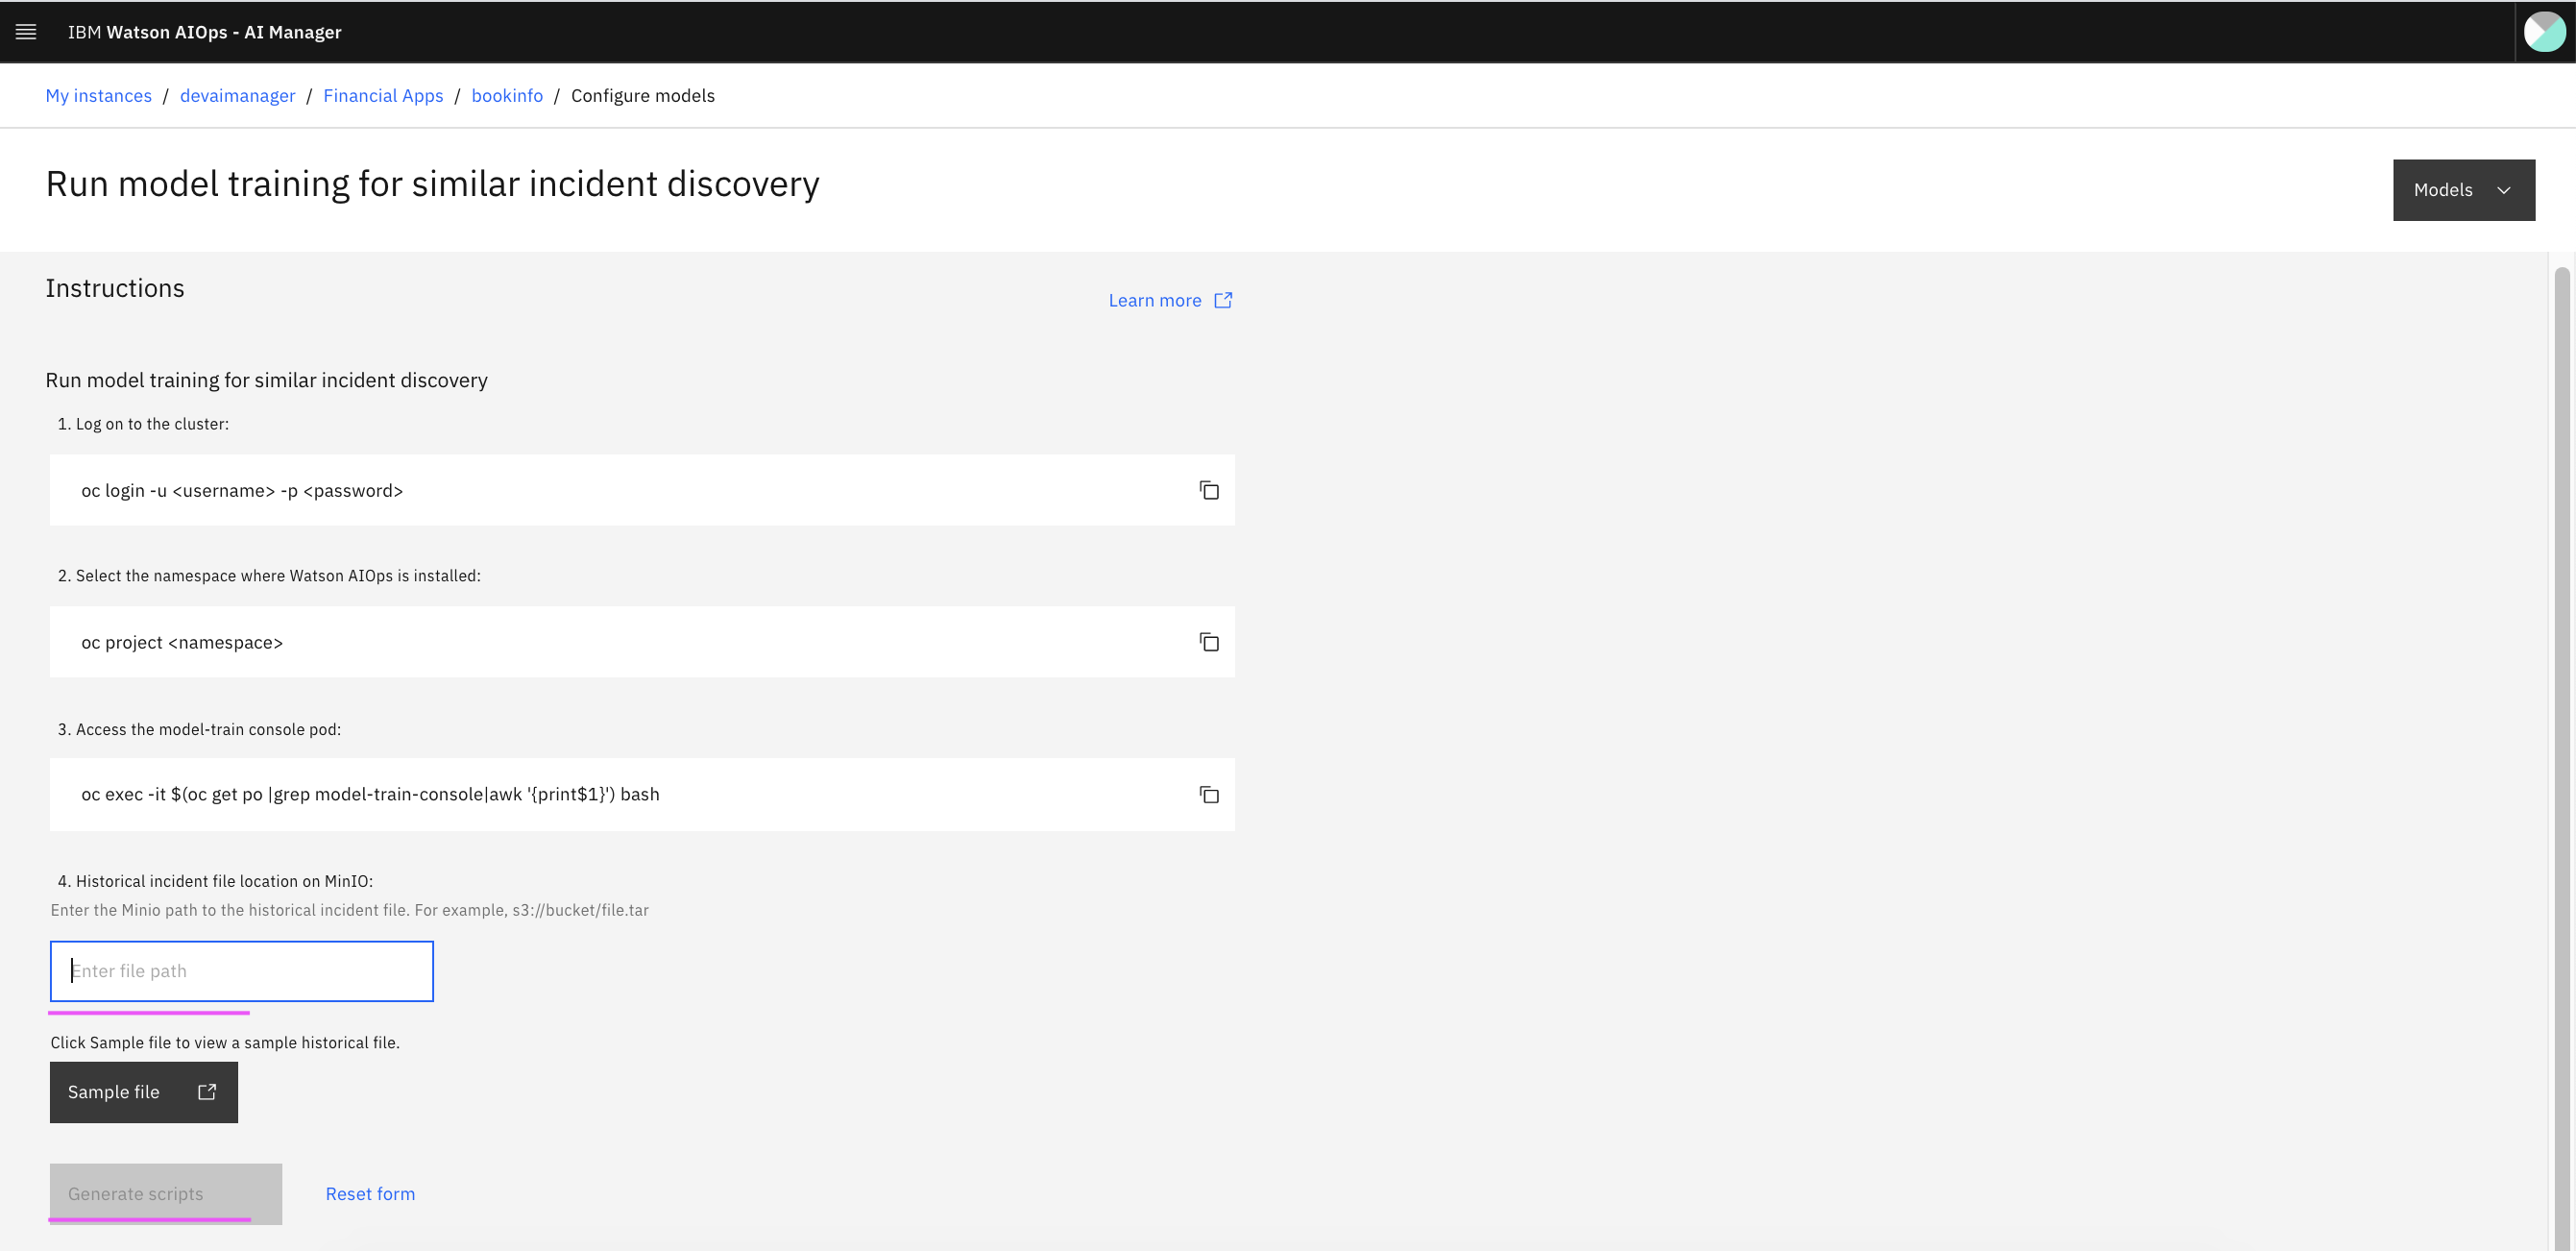 IBM Watson AIOps - AI Manager
My instances / devaimanager / Financial Apps / bookinfo / Configure models
Run model training for similar incident discovery
Models
Instructions
Learn more
Run model training for similar incident discovery
1. Log on to the cluster:
oc login -u <username> -p <password>
2. Select the namespace where Watson AIOps is installed:
oc project <namespace>
3. Access the model-train console pod:
oc exec -it $(oc get po |grep model-train-console|awk '{print$1}') bash
4. Historical incident file location on MinIO:
Enter the Minio path to the historical incident file. For example, s3://bucket/file.tar
Enter file path
Click Sample file to view a sample historical file.
Sample file
Generate scripts
Reset form